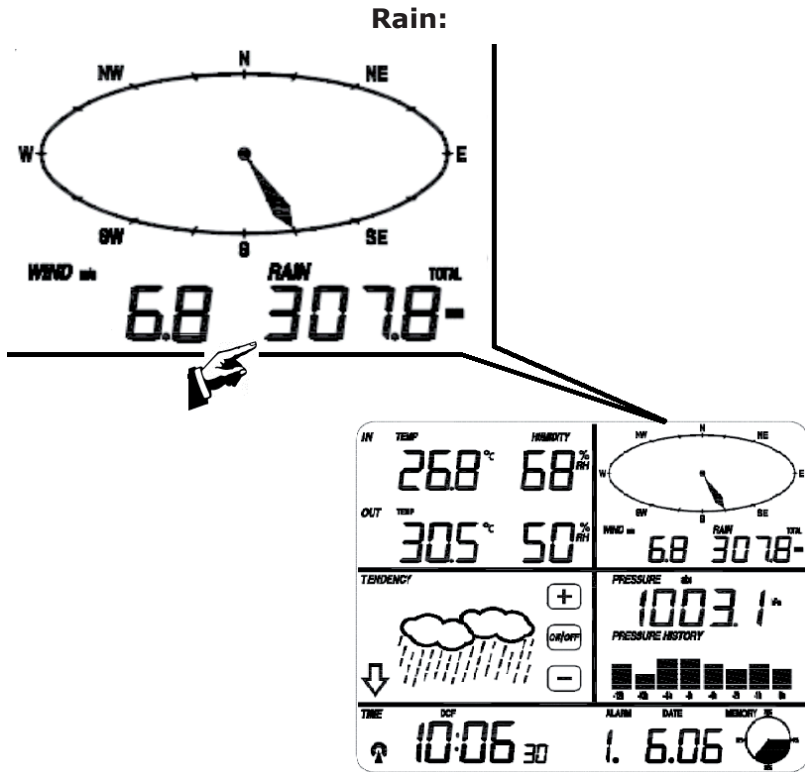 Rain:
N
NW NE
W E
SW SE
S
WIND m/s RAIN TOTAL
6.8 307.8
IN TEMP HUMIDITY
26.8 °C 68 % RH
OUT TEMP
30.5 °C 50 % RH
N
NW NE
W E
SW SE
S
WIND RAIN TOTAL
6.8 307.8
TENDENCY
+
ON/OFF
−
PRESSURE abs
1003.1 hPa
PRESSURE HISTORY
TIME DCF ALARM DATE MEMORY
10:06 30 1. 6.06